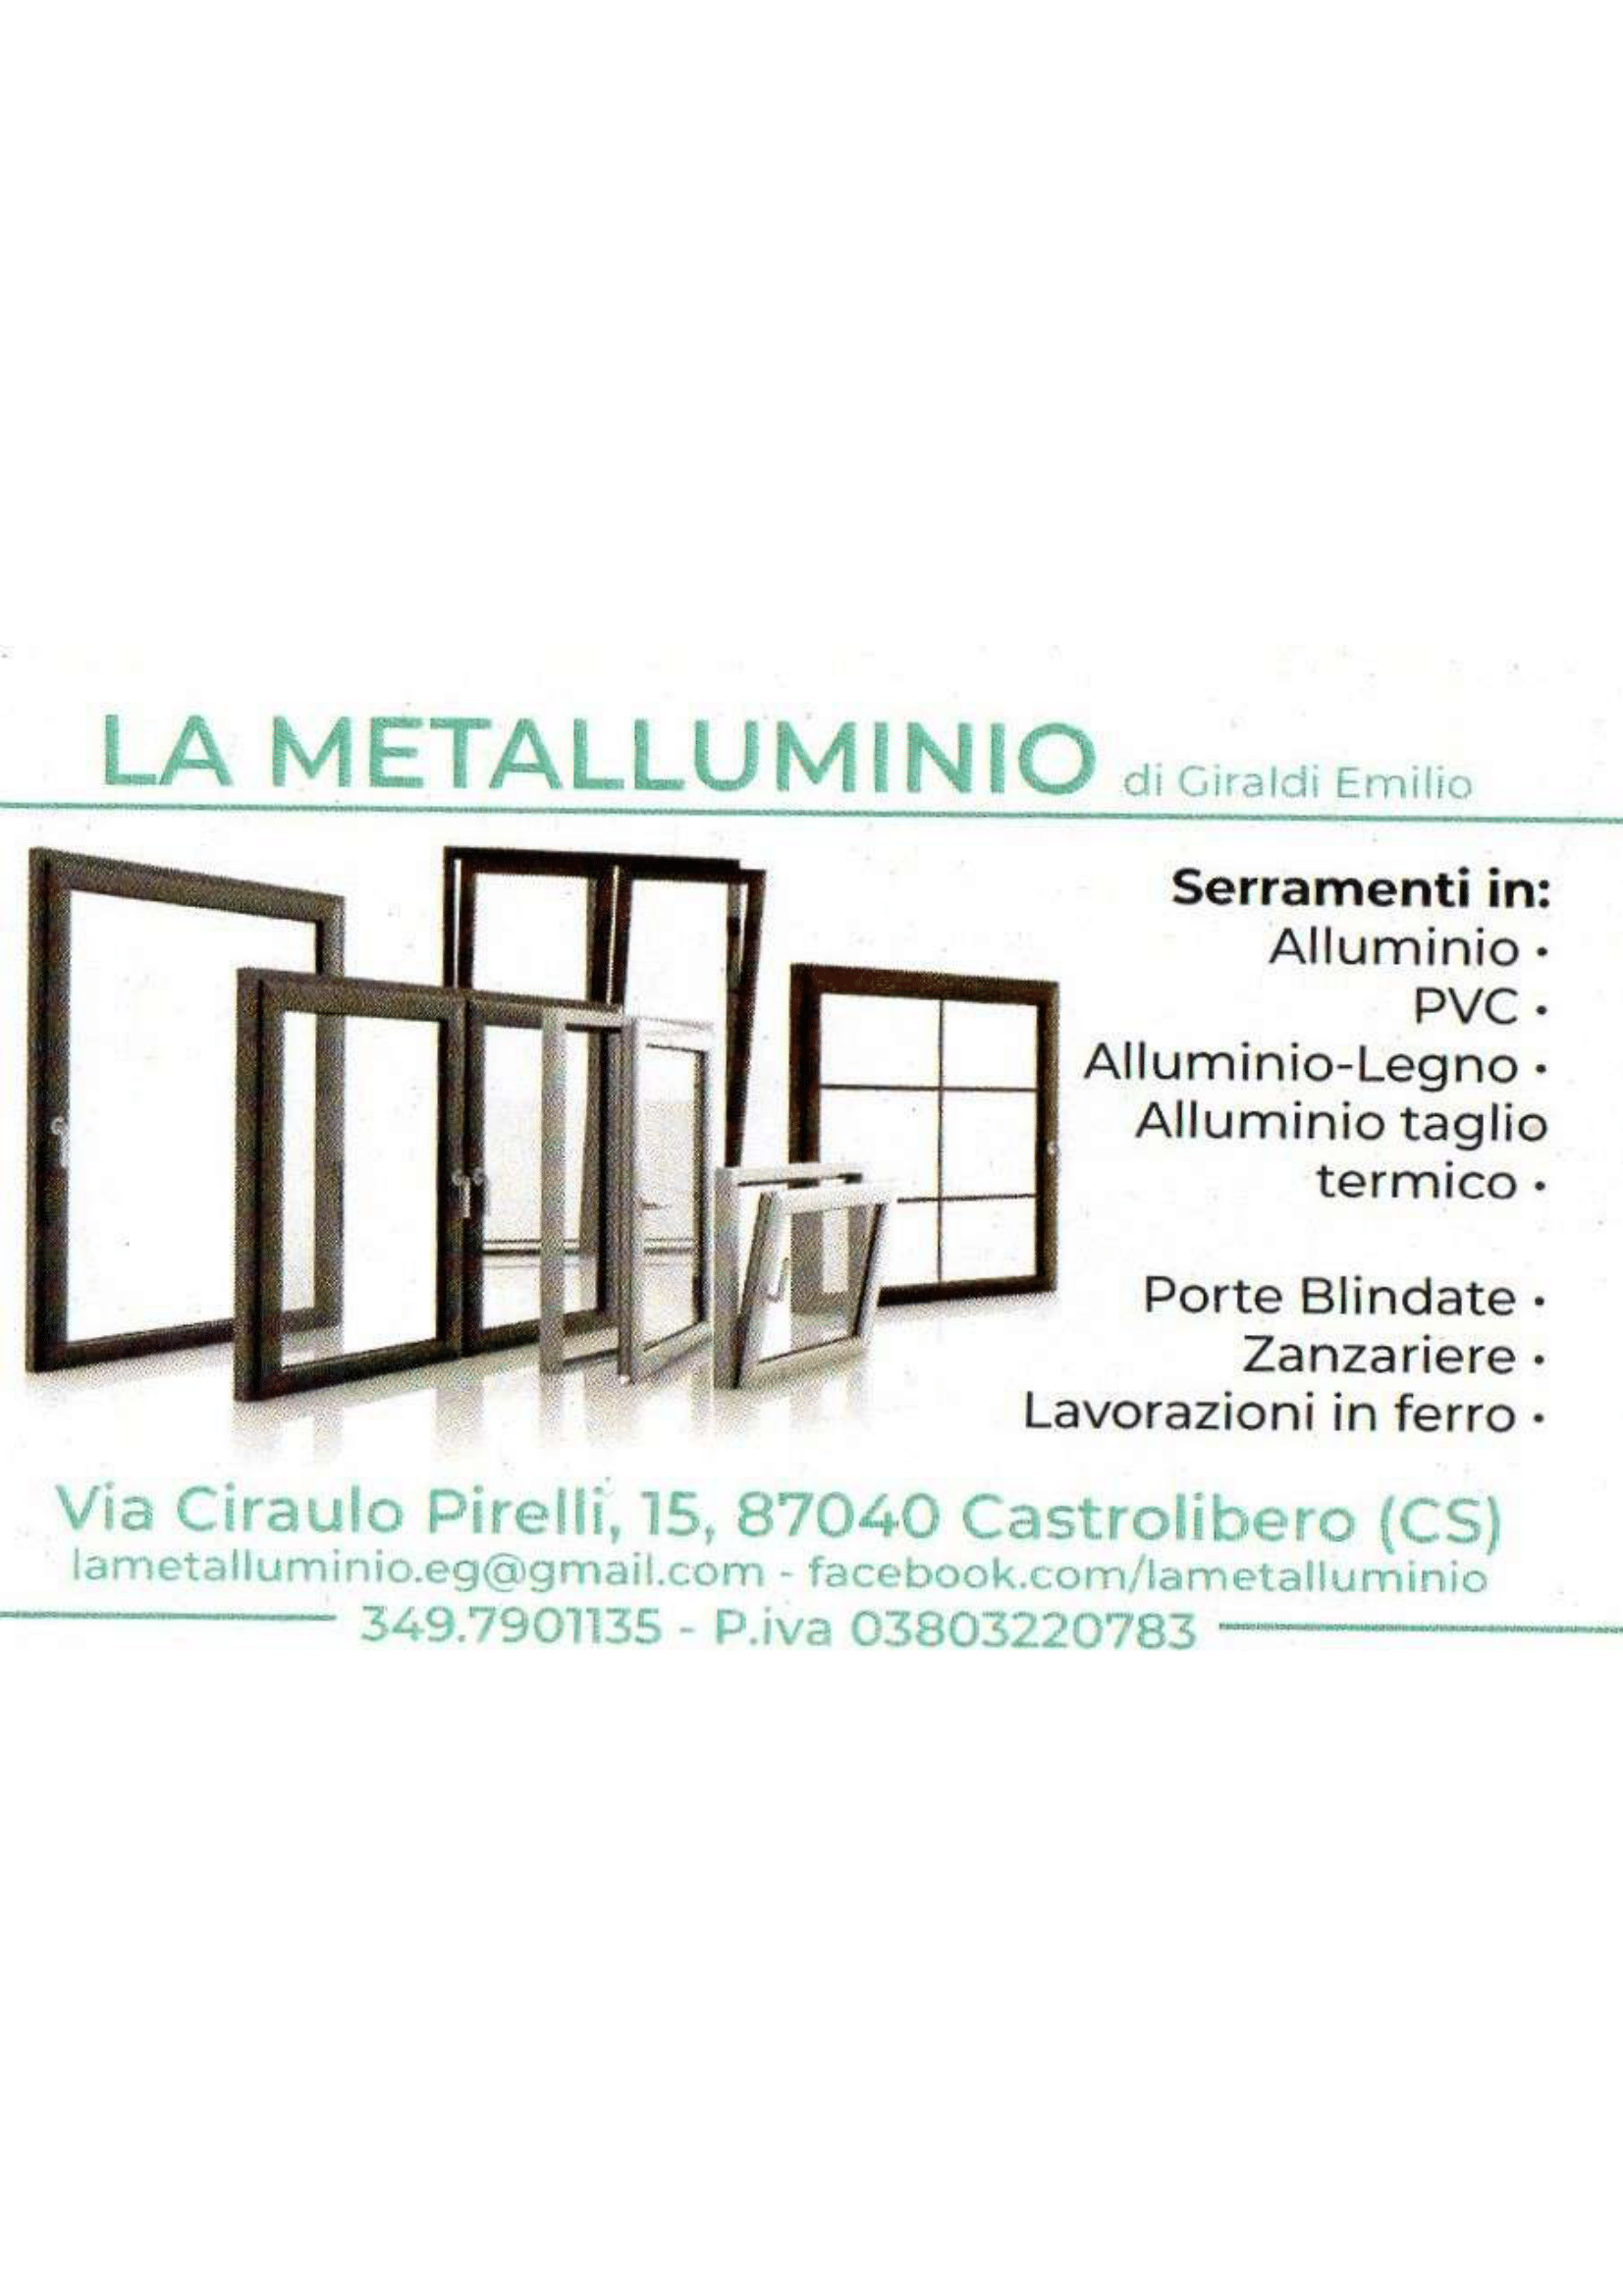 LA METALLUMINIO di Giraldi Emilio
Serramenti in:
Alluminio •
PVC •
Alluminio-Legno •
Alluminio taglio
termico •
Porte Blindate •
Zanzariere •
Lavorazioni in ferro •
Via Ciraulo Pirelli, 15, 87040 Castrolibero (CS)
lametalluminio.eg@gmail.com - facebook.com/lametalluminio
349.7901135 - P.iva 03803220783